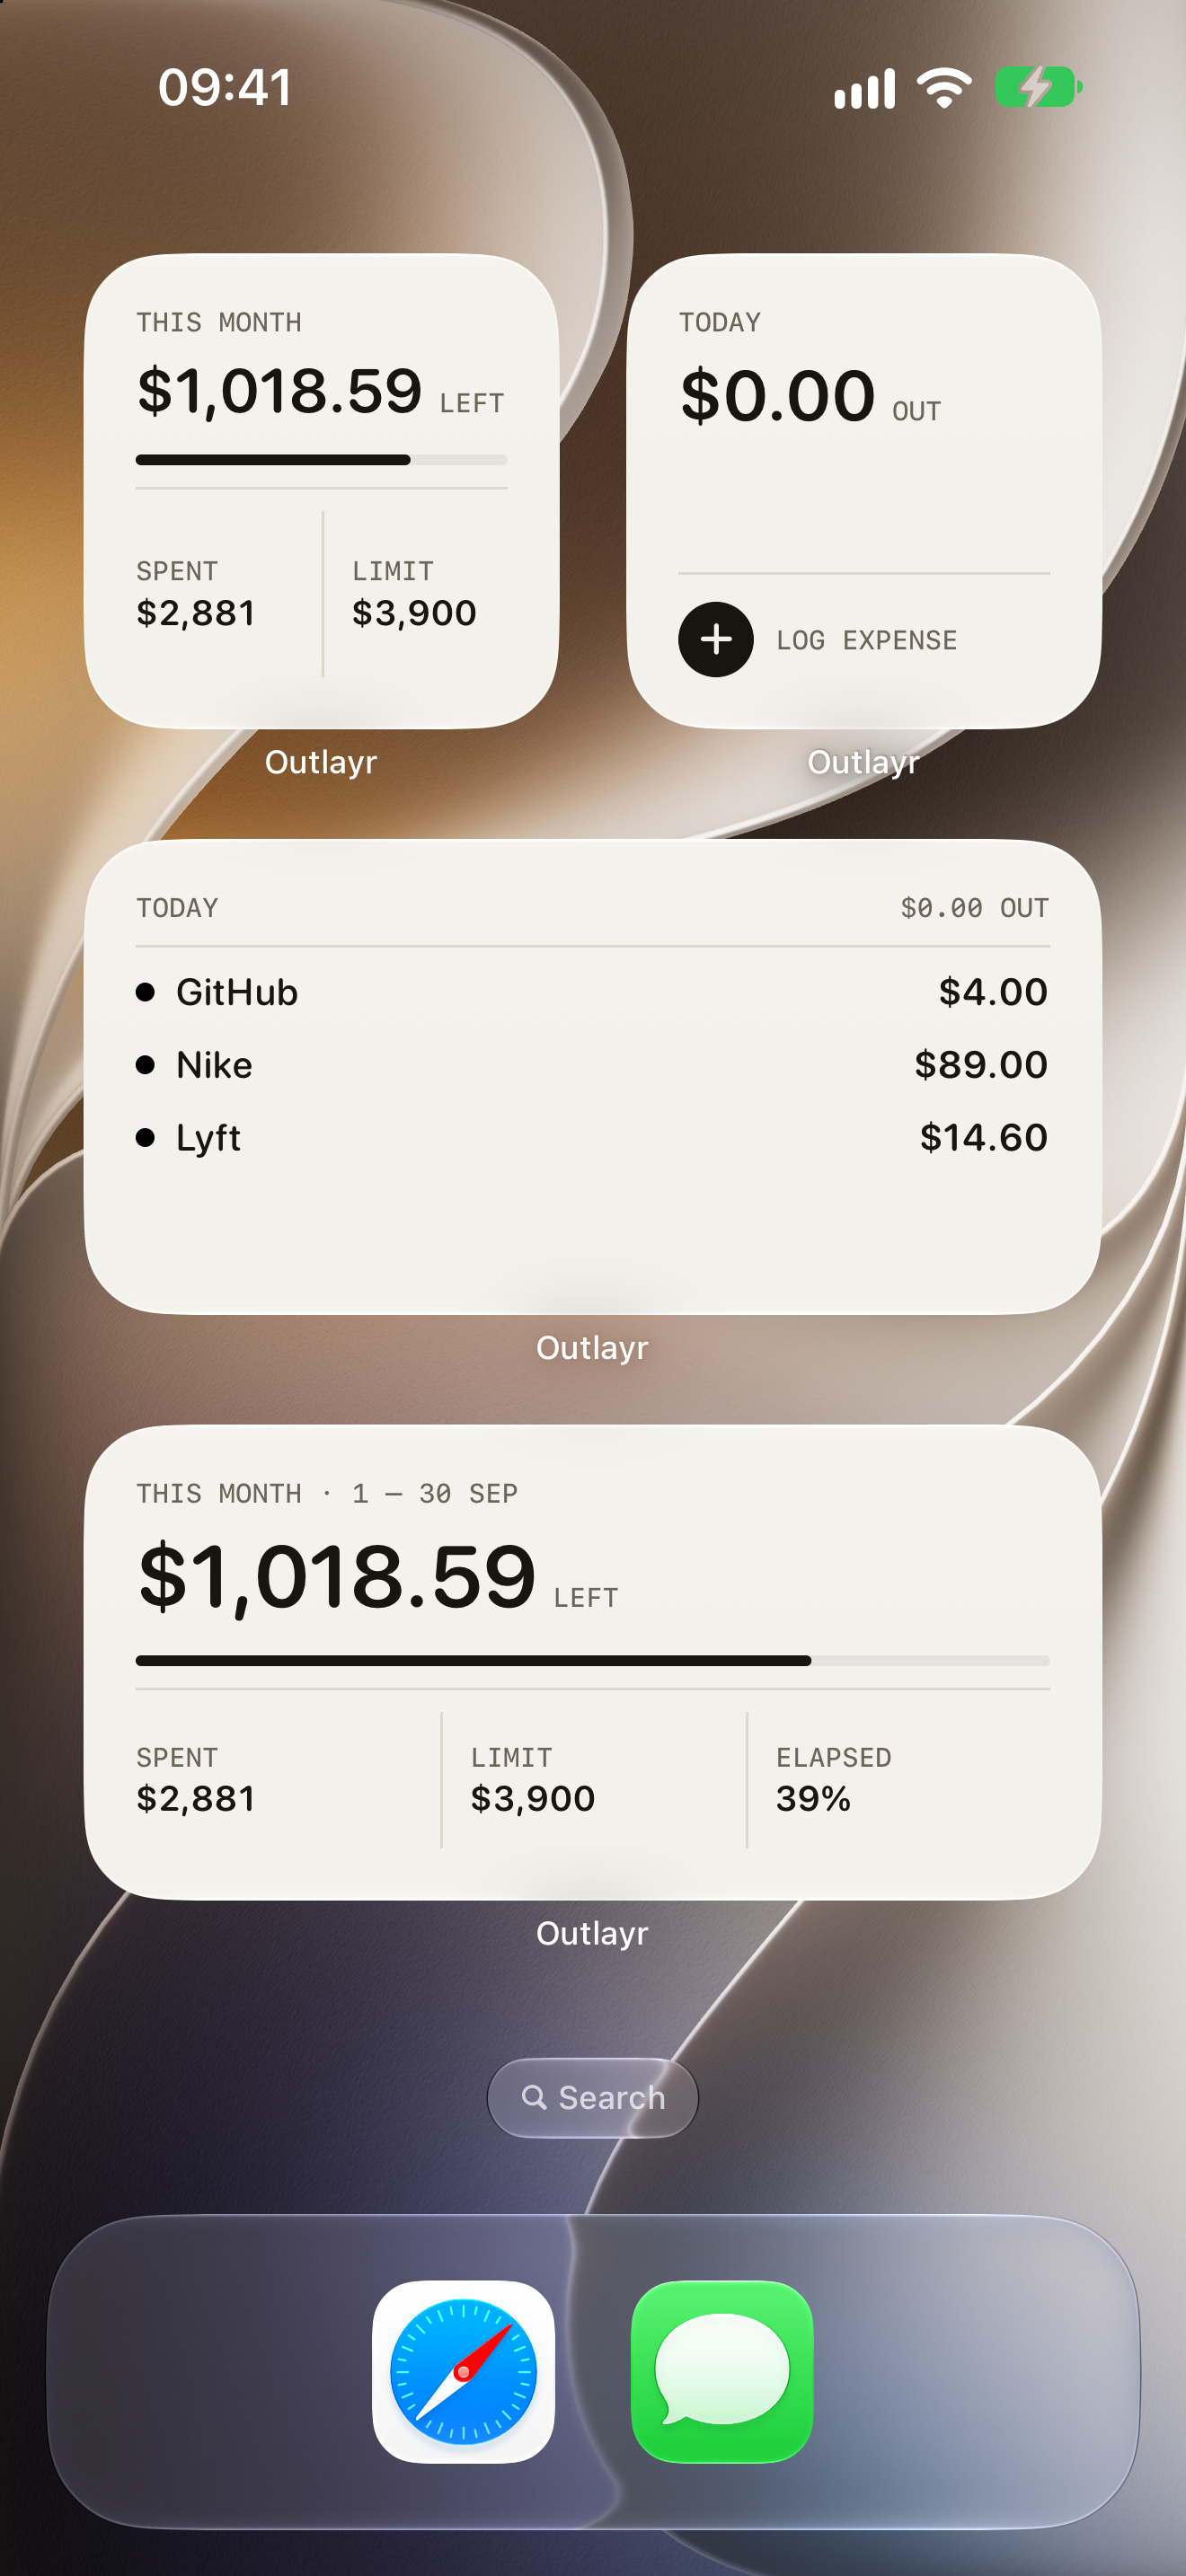 09:41
THIS MONTH
$1,018.59 LEFT
SPENT
$2,881
LIMIT
$3,900
Outlayr
TODAY
$0.00 OUT
LOG EXPENSE
Outlayr
TODAY $0.00 OUT
GitHub $4.00
Nike $89.00
Lyft $14.60
Outlayr
THIS MONTH · 1 — 30 SEP
$1,018.59 LEFT
SPENT
$2,881
LIMIT
$3,900
ELAPSED
39%
Outlayr
Search